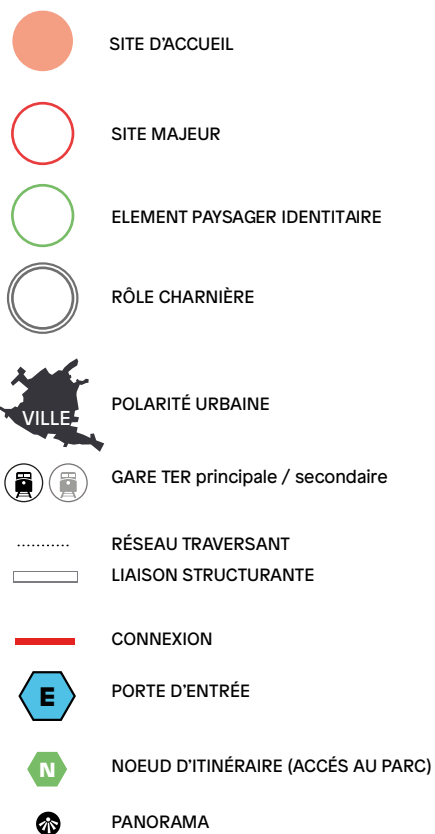 SITE D'ACCUEIL
SITE MAJEUR
ELEMENT PAYSAGER IDENTITAIRE
RÔLE CHARNIÈRE
VILLE
POLARITÉ URBAINE
GARE TER principale / secondaire
RÉSEAU TRAVERSANT
LIAISON STRUCTURANTE
CONNEXION
E PORTE D'ENTRÉE
N NOEUD D'ITINÉRAIRE (ACCÉS AU PARC)
PANORAMA